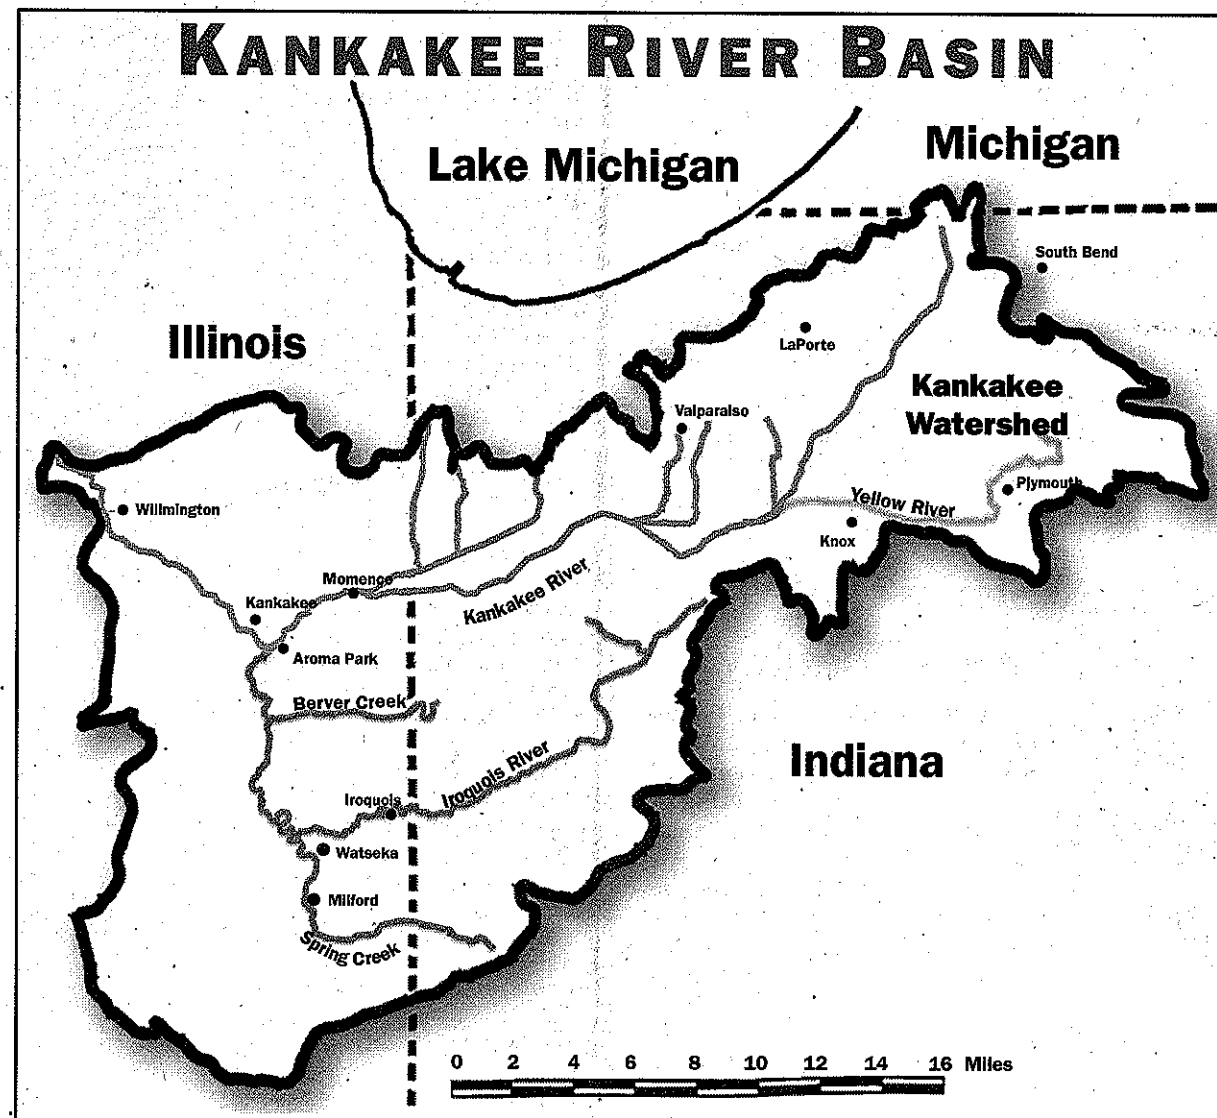 KANKAKEE RIVER BASIN
Michigan
Lake Michigan
South Bend
Illinois
LaPorte
Kankakee
Watershed
Valparaiso
Plymouth
Willmington
Yellow River
Knox
Momence
Kankakee River
Kankakee
Aroma Park
Berver Creek
Indiana
Iroquois River
Iroquois
Watseka
Milford
Spring Creek
0 2 4 6 8 10 12 14 16 Miles